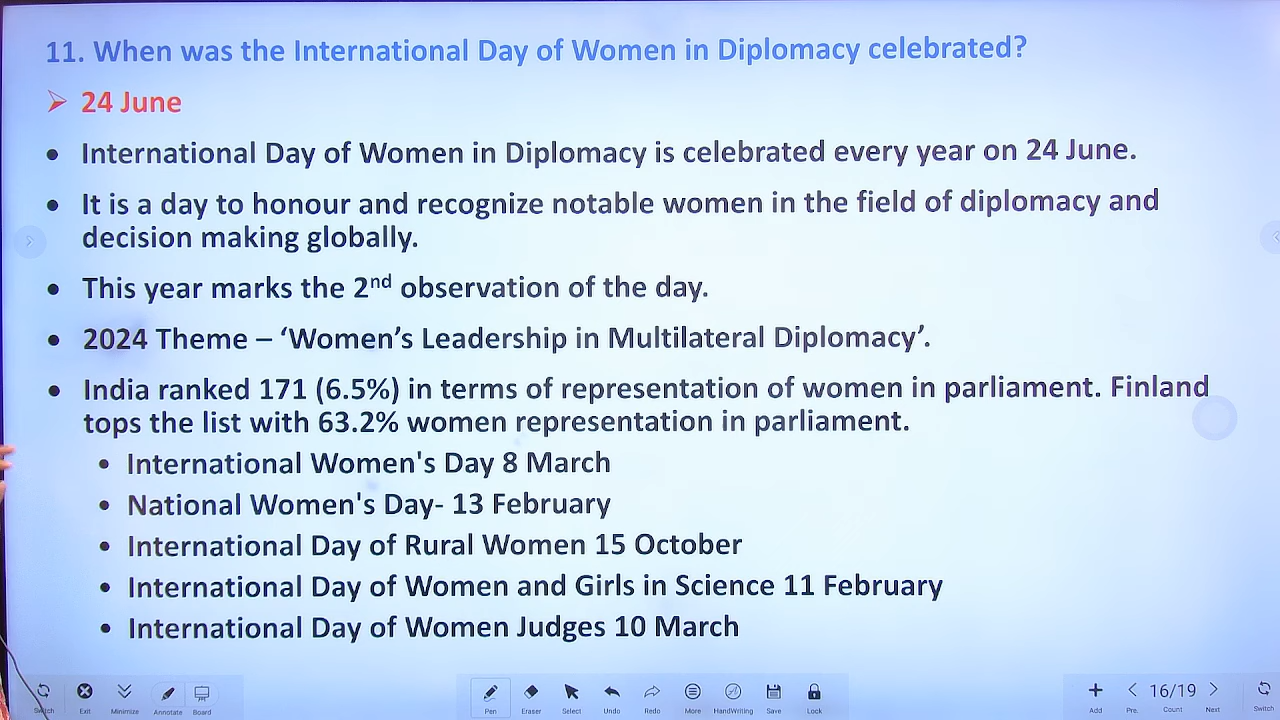 11. When was the International Day of Women in Diplomacy celebrated?
➢ 24 June
• International Day of Women in Diplomacy is celebrated every year on 24 June.
• It is a day to honour and recognize notable women in the field of diplomacy and
decision making globally.
• This year marks the 2nd observation of the day.
• 2024 Theme – ‘Women’s Leadership in Multilateral Diplomacy’.
• India ranked 171 (6.5%) in terms of representation of women in parliament. Finland
tops the list with 63.2% women representation in parliament.
• International Women's Day 8 March
• National Women's Day- 13 February
• International Day of Rural Women 15 October
• International Day of Women and Girls in Science 11 February
• International Day of Women Judges 10 March
Switch Exit Minimize Annotate Board Pen Eraser Select Undo Redo More HandWriting Save Lock Add Pre. 16/19 Count Next Switch